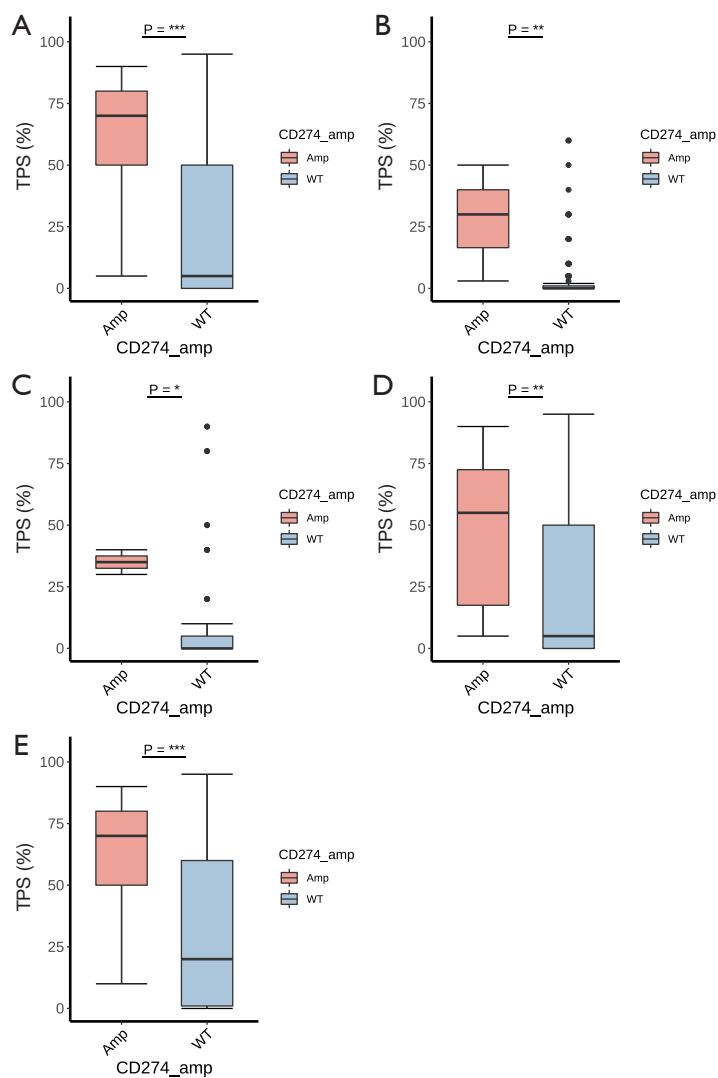 A
P = ***
100
75
50
25
0
TPS (%)
Amp
WT
CD274_amp
CD274_amp
Amp
WT
B
P = **
100
75
50
25
0
TPS (%)
Amp
WT
CD274_amp
CD274_amp
Amp
WT
C
P = *
100
75
50
25
0
TPS (%)
Amp
WT
CD274_amp
CD274_amp
Amp
WT
D
P = **
100
75
50
25
0
TPS (%)
Amp
WT
CD274_amp
CD274_amp
Amp
WT
E
P = ***
100
75
50
25
0
TPS (%)
Amp
WT
CD274_amp
CD274_amp
Amp
WT